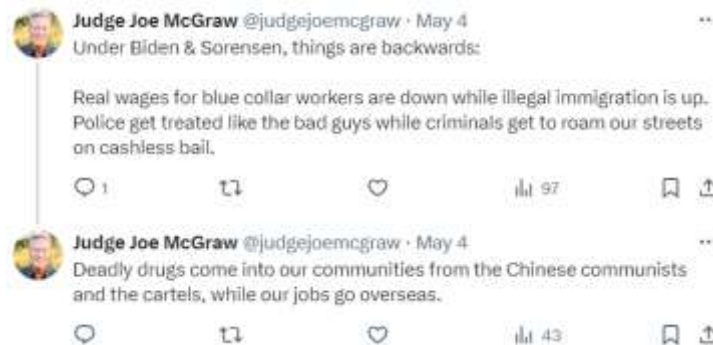 Judge Joe McGraw @judgejoemcgraw · May 4
Under Biden & Sorensen, things are backwards:
Real wages for blue collar workers are down while illegal immigration is up.
Police get treated like the bad guys while criminals get to roam our streets
on cashless bail.
1 97
Judge Joe McGraw @judgejoemcgraw · May 4
Deadly drugs come into our communities from the Chinese communists
and the cartels, while our jobs go overseas.
43